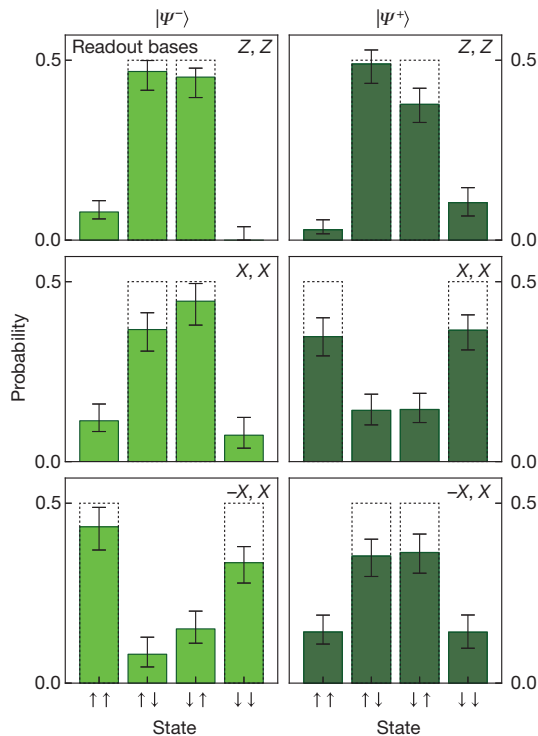 |Ψ⁻⟩ |Ψ⁺⟩
Readout bases Z, Z Z, Z
0.5 0.5
0.0 0.0
X, X X, X
0.5 0.5
Probability
0.0 0.0
–X, X –X, X
0.5 0.5
0.0 0.0
↑↑ ↑↓ ↓↑ ↓↓ ↑↑ ↑↓ ↓↑ ↓↓
State State